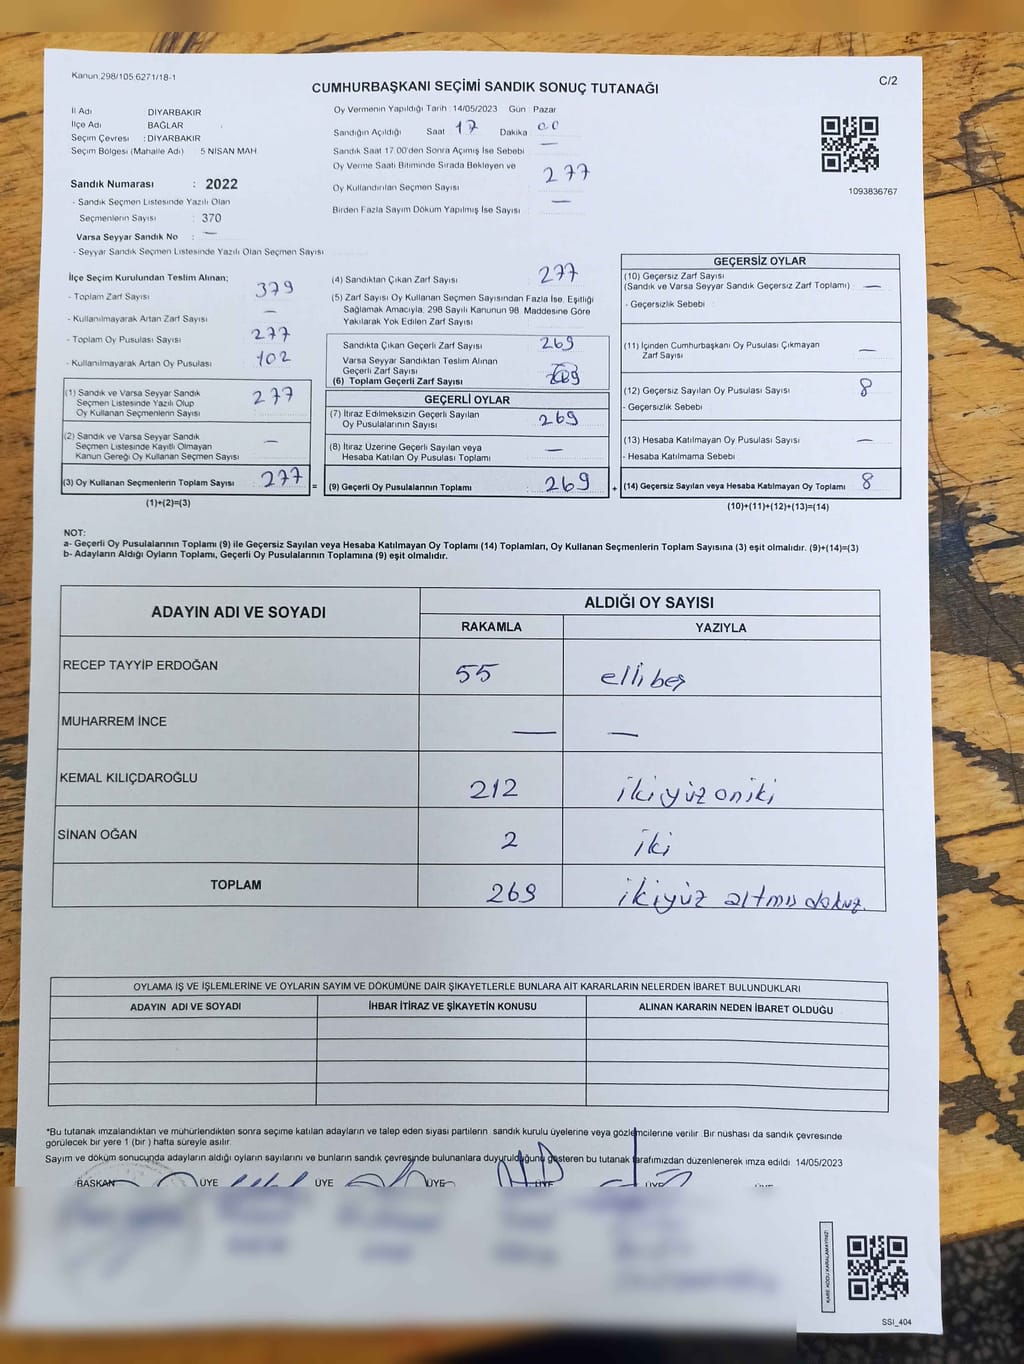 Kanun 298/105 6271/18-1
CUMHURBAŞKANI SEÇİMİ SANDIK SONUÇ TUTANAĞI
C/2
İl Adı DİYARBAKIR
İlçe Adı BAĞLAR
Seçim Çevresi : DİYARBAKIR
Seçim Bölgesi (Mahalle Adı) 5 NİSAN MAH
Sandık Numarası : 2022
- Sandık Seçmen Listesinde Yazılı Olan
Seçmenlerin Sayısı : 370
Varsa Seyyar Sandık No : —
- Seyyar Sandık Seçmen Listesinde Yazılı Olan Seçmen Sayısı
Oy Vermenin Yapıldığı Tarih : 14/05/2023 Gün Pazar
Sandığın Açıldığı Saat 17 Dakika 00
Sandık Saat 17.00'den Sonra Açımış İse Sebebi —
Oy Verme Saati Bitiminde Sırada Bekleyen ve
Oy Kullandırılan Seçmen Sayısı 277
Birden Fazla Sayım Döküm Yapılmış İse Sayısı —
1093836767
İlçe Seçim Kurulundan Teslim Alınan;
- Toplam Zarf Sayısı 379
- Kullanılmayarak Artan Zarf Sayısı —
- Toplam Oy Pusulası Sayısı 277
- Kullanılmayarak Artan Oy Pusulası 102
(1) Sandık ve Varsa Seyyar Sandık
Seçmen Listesinde Yazılı Olup
Oy Kullanan Seçmenlerin Sayısı 277
(2) Sandık ve Varsa Seyyar Sandık
Seçmen Listesinde Kayıtlı Olmayan
Kanun Gereği Oy Kullanan Seçmen Sayısı —
(3) Oy Kullanan Seçmenlerin Toplam Sayısı : 277
(1)+(2)=(3)
(4) Sandıktan Çıkan Zarf Sayısı 277
(5) Zarf Sayısı Oy Kullanan Seçmen Sayısından Fazla İse, Eşitliği
Sağlamak Amacıyla, 298 Sayılı Kanunun 98. Maddesine Göre
Yakılarak Yok Edilen Zarf Sayısı
Sandıkta Çıkan Geçerli Zarf Sayısı 269
Varsa Seyyar Sandıktan Teslim Alınan
Geçerli Zarf Sayısı
(6) Toplam Geçerli Zarf Sayısı 269
GEÇERLİ OYLAR
(7) İtiraz Edilmeksizin Geçerli Sayılan
Oy Pusulalarının Sayısı 269
(8) İtiraz Üzerine Geçerli Sayılan veya
Hesaba Katılan Oy Pusulası Toplamı —
= (9) Geçerli Oy Pusulalarının Toplamı : 269
GEÇERSİZ OYLAR
(10) Geçersiz Zarf Sayısı
(Sandık ve Varsa Seyyar Sandık Geçersiz Zarf Toplamı) —
- Geçersizlik Sebebi :
(11) İçinden Cumhurbaşkanı Oy Pusulası Çıkmayan
Zarf Sayısı —
(12) Geçersiz Sayılan Oy Pusulası Sayısı 8
- Geçersizlik Sebebi
(13) Hesaba Katılmayan Oy Pusulası Sayısı —
- Hesaba Katılmama Sebebi
+ (14) Geçersiz Sayılan veya Hesaba Katılmayan Oy Toplamı 8
(10)+(11)+(12)+(13)=(14)
NOT:
a- Geçerli Oy Pusulalarının Toplamı (9) ile Geçersiz Sayılan veya Hesaba Katılmayan Oy Toplamı (14) Toplamları, Oy Kullanan Seçmenlerin Toplam Sayısına (3) eşit olmalıdır. (9)+(14)=(3)
b- Adayların Aldığı Oyların Toplamı, Geçerli Oy Pusulalarının Toplamına (9) eşit olmalıdır.
ADAYIN ADI VE SOYADI ALDIĞI OY SAYISI
RAKAMLA YAZIYLA
RECEP TAYYİP ERDOĞAN 55 elli beş
MUHARREM İNCE — —
KEMAL KILIÇDAROĞLU 212 ikiyüz oniki
SİNAN OĞAN 2 iki
TOPLAM 269 ikiyüz altmıs dokuz
OYLAMA İŞ VE İŞLEMLERİNE VE OYLARIN SAYIM VE DÖKÜMÜNE DAİR ŞİKAYETLERLE BUNLARA AİT KARARLARIN NELERDEN İBARET BULUNDUKLARI
ADAYIN ADI VE SOYADI İHBAR İTİRAZ VE ŞİKAYETİN KONUSU ALINAN KARARIN NEDEN İBARET OLDUĞU
*Bu tutanak imzalandıktan ve mühürlendikten sonra seçime katılan adayların ve talep eden siyasi partilerin sandık kurulu üyelerine veya gözlemcilerine verilir. Bir nüshası da sandık çevresinde
görülecek bir yere 1 (bir ) hafta süreyle asılır.
Sayım ve döküm sonucunda adayların aldığı oyların sayılarını ve bunların sandık çevresinde bulunanlara duyurulduğunu gösteren bu tutanak tarafımızdan düzenlenerek imza edildi 14/05/2023
BAŞKAN ÜYE ÜYE ÜYE ÜYE ÜYE ÜYE
KARE KODU KARALAMAYINIZ!
SSI_404